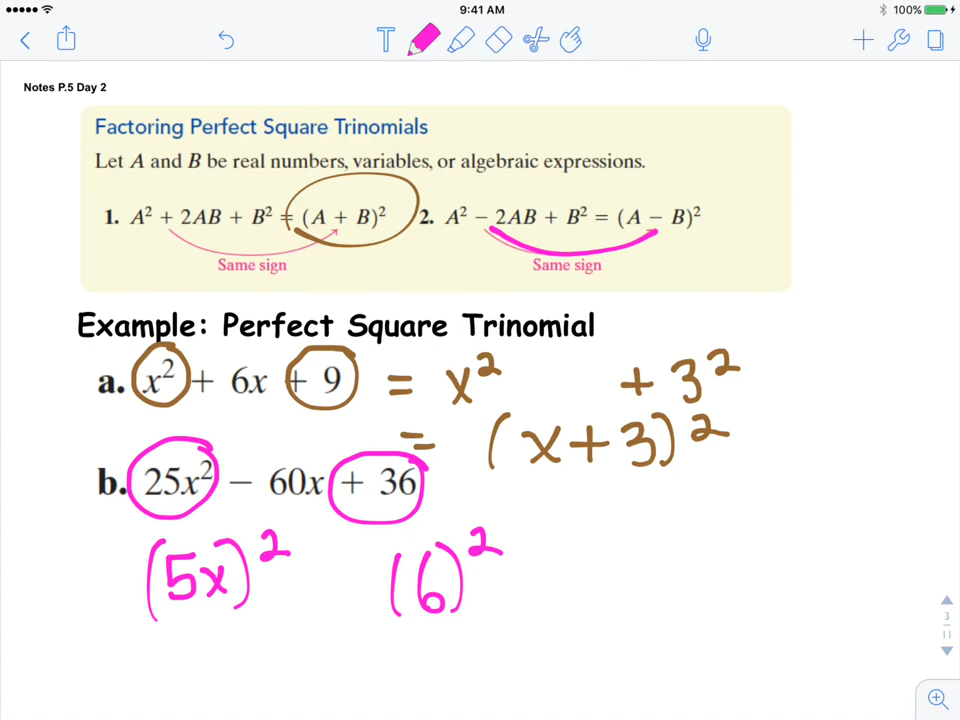 9:41 AM
100%
T
Notes P.5 Day 2
Factoring Perfect Square Trinomials
Let A and B be real numbers, variables, or algebraic expressions.
1. A² + 2AB + B² = (A + B)² 2. A² − 2AB + B² = (A − B)²
Same sign Same sign
Example: Perfect Square Trinomial
a. x² + 6x + 9 = x² + 3²
= (x+3)²
b. 25x² − 60x + 36
(5x)² (6)²
3
11